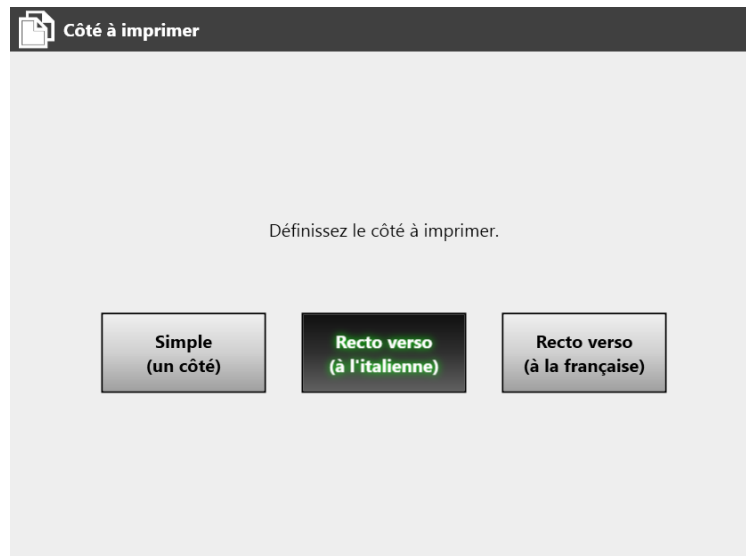 Côté à imprimer
Définissez le côté à imprimer.
Simple
(un côté)
Recto verso
(à l'italienne)
Recto verso
(à la française)